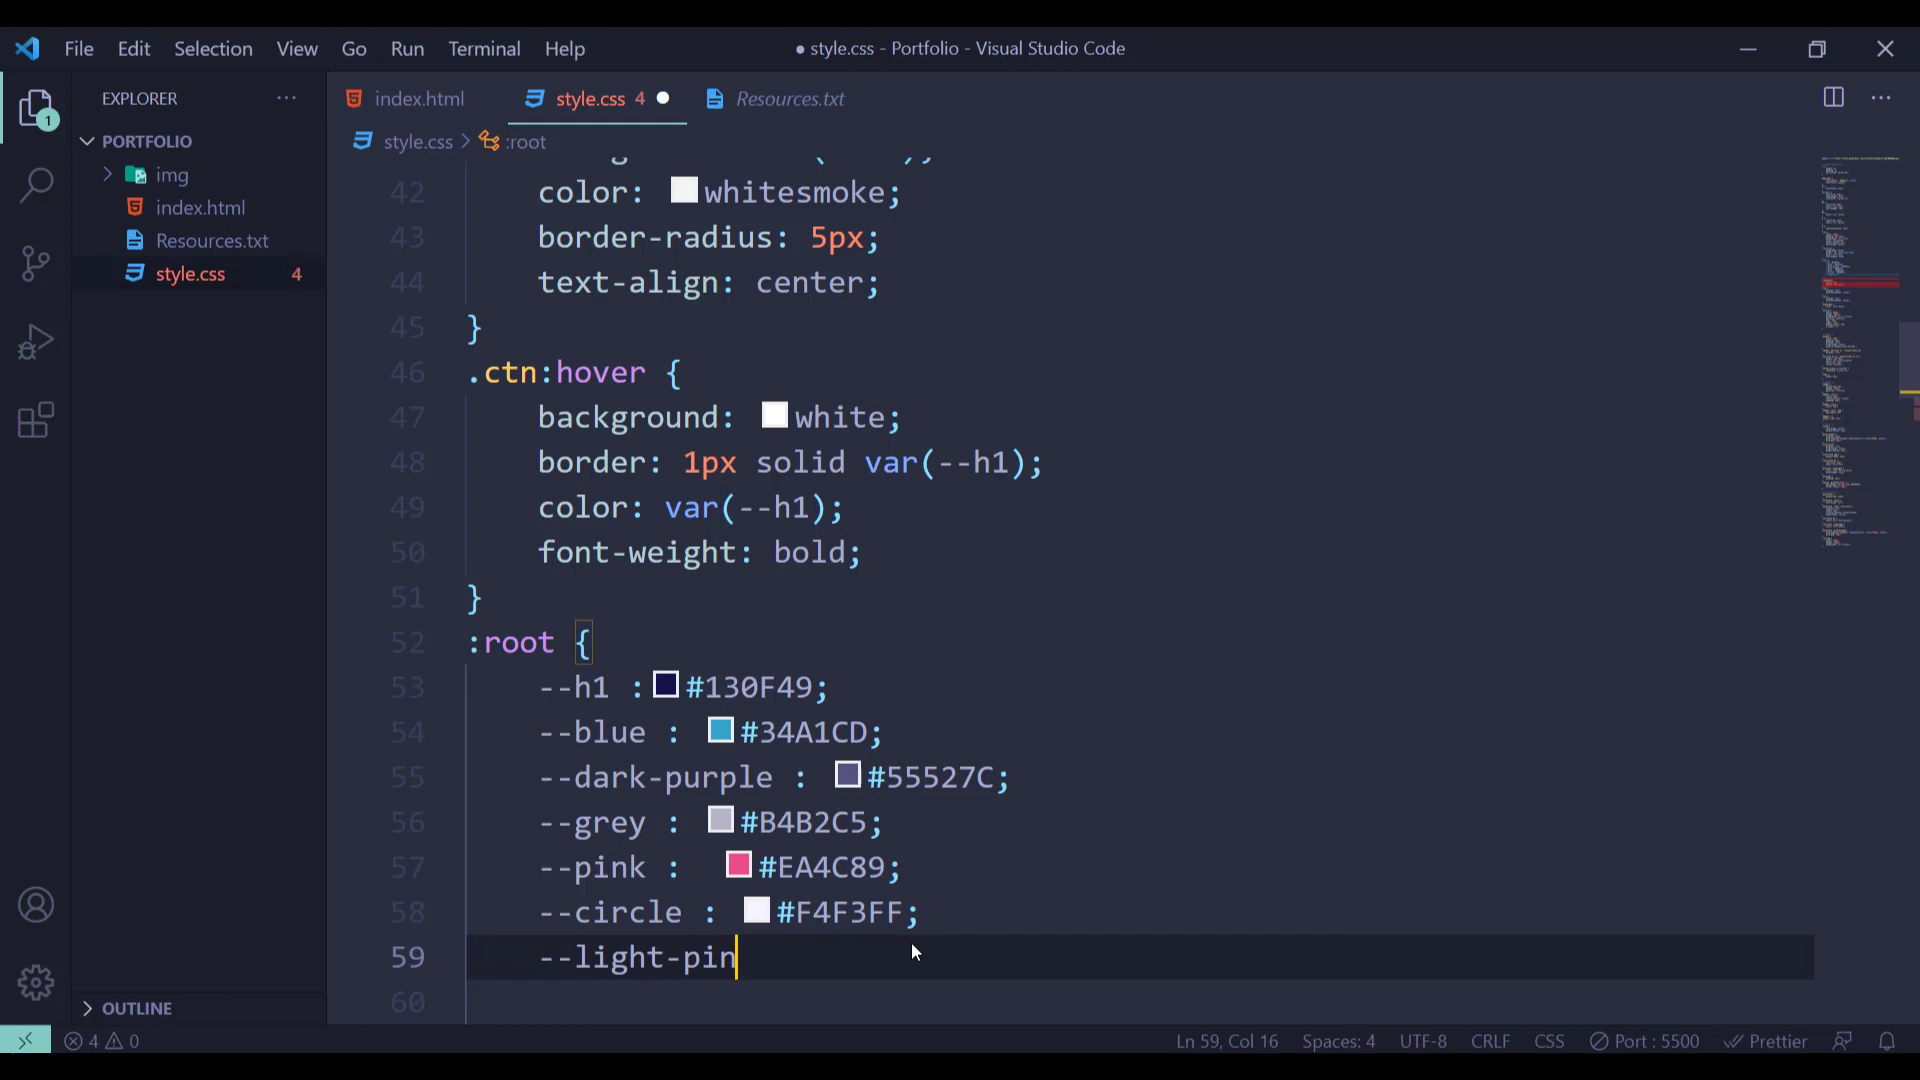 File Edit Selection View Go Run Terminal Help
● style.css - Portfolio - Visual Studio Code
EXPLORER
index.html
style.css 4
Resources.txt
PORTFOLIO
style.css > :root
img
index.html
Resources.txt
style.css 4
42 color: whitesmoke;
43 border-radius: 5px;
44 text-align: center;
45 }
46 .ctn:hover {
47 background: white;
48 border: 1px solid var(--h1);
49 color: var(--h1);
50 font-weight: bold;
51 }
52 :root {
53 --h1 :#130F49;
54 --blue : #34A1CD;
55 --dark-purple : #55527C;
56 --grey : #B4B2C5;
57 --pink : #EA4C89;
58 --circle : #F4F3FF;
59 --light-pin
60
OUTLINE
1
4 0
Ln 59, Col 16 Spaces: 4 UTF-8 CRLF CSS Port : 5500 Prettier